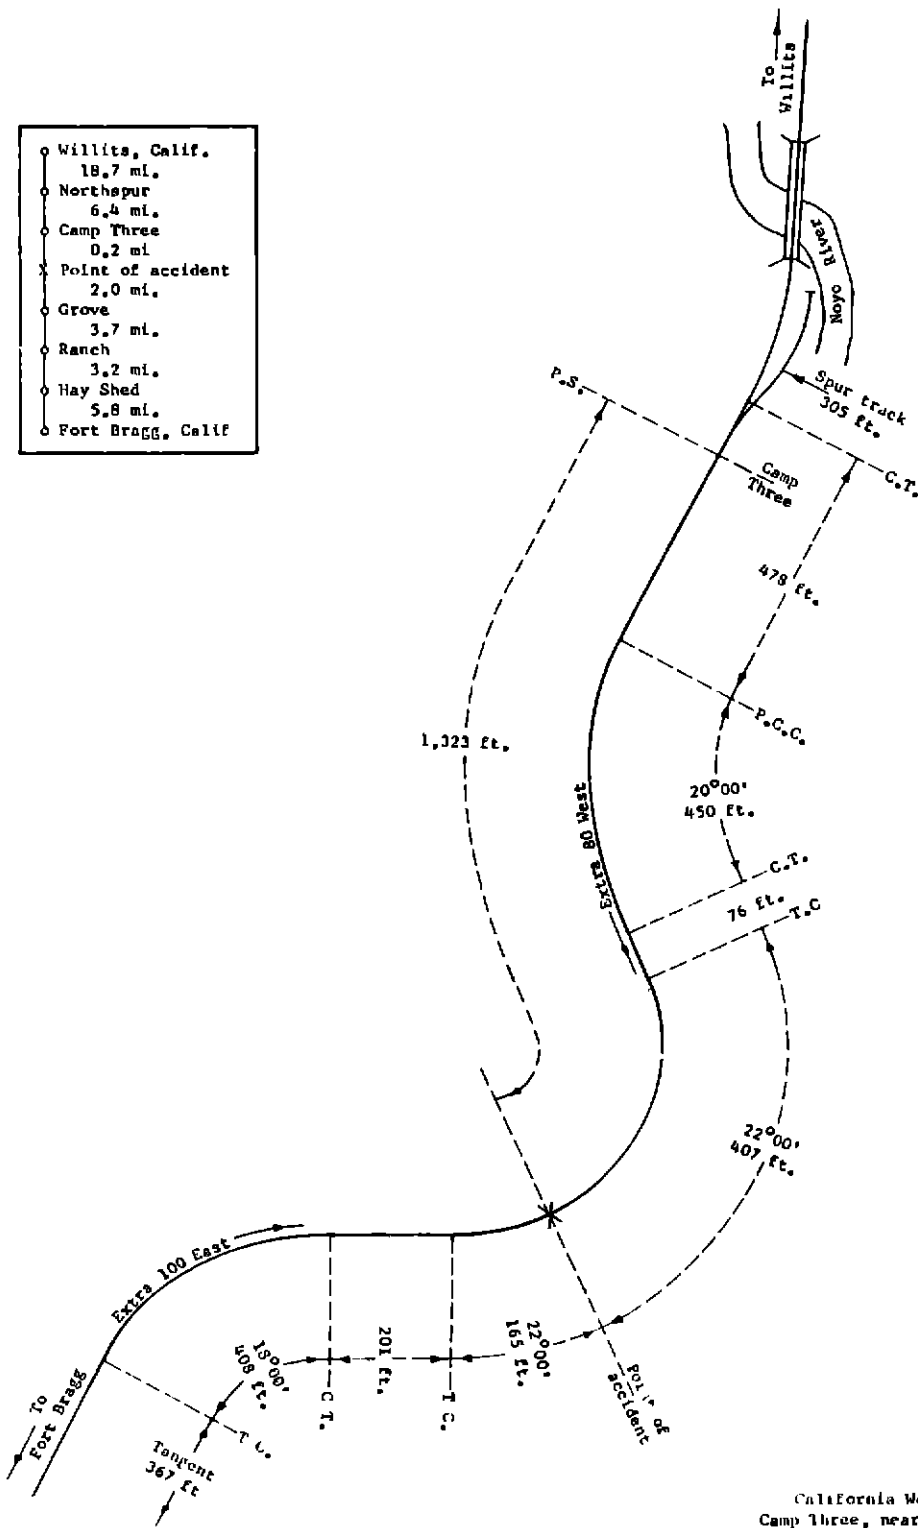 To
Willits
Willits, Calif.
18.7 mi.
Northspur
6.4 mi.
Camp Three
0.2 mi
X Point of accident
2.0 mi.
Grove
3.7 mi.
Ranch
3.2 mi.
Hay Shed
5.8 mi.
Fort Bragg, Calif
Noyo River
P.S.
Spur track
305 ft.
C.T.
Camp
Three
478 ft.
P.C.C.
1,323 ft.
20°00'
450 ft.
Extra 80 West
C.T.
76 ft.
T.C
22°00'
407 ft.
Extra 100 East
22°00'
165 ft.
201 ft.
18°00'
408 ft.
C T.
T C.
Point of
accident
To
Fort Bragg
T C.
Tangent
367 ft
California
Camp Three, near